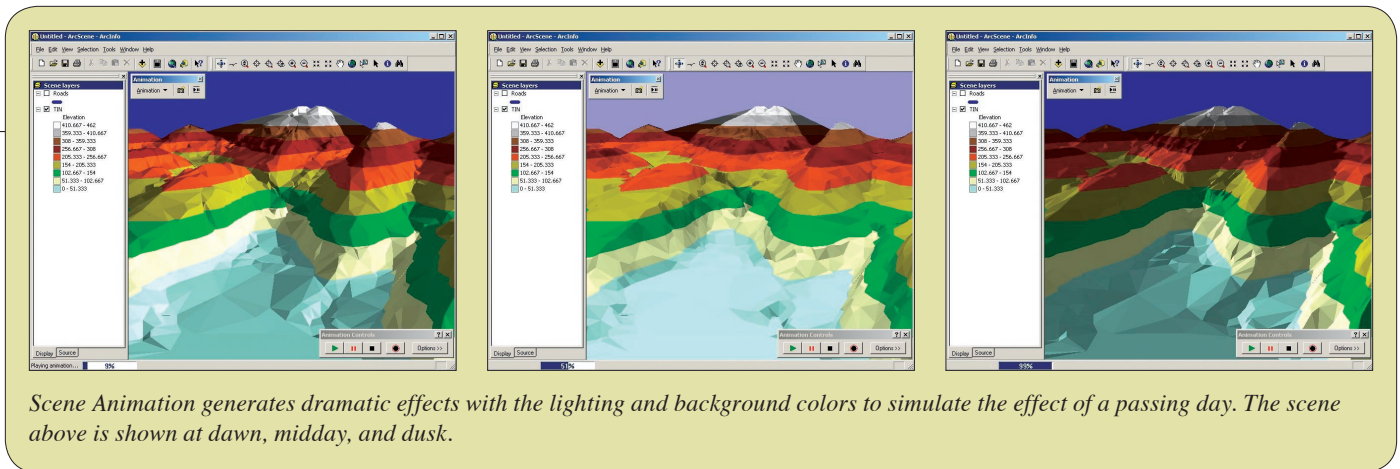 Untitled - ArcScene - ArcInfo
File Edit View Selection Tools Window Help
Scene layers
Roads
TIN
Elevation
410.667 - 462
359.333 - 410.667
308 - 359.333
256.667 - 308
205.333 - 256.667
154 - 205.333
102.667 - 154
51.333 - 102.667
0 - 51.333
Animation
Animation
Animation Controls
Options >>
Display Source
Playing animation... 9%
Untitled - ArcScene - ArcInfo
File Edit View Selection Tools Window Help
Scene layers
Roads
TIN
Elevation
410.667 - 462
359.333 - 410.667
308 - 359.333
256.667 - 308
205.333 - 256.667
154 - 205.333
102.667 - 154
51.333 - 102.667
0 - 51.333
Animation
Animation
Animation Controls
Options >>
Display Source
51%
Untitled - ArcScene - ArcInfo
File Edit View Selection Tools Window Help
Scene layers
Roads
TIN
Elevation
410.667 - 462
359.333 - 410.667
308 - 359.333
256.667 - 308
205.333 - 256.667
154 - 205.333
102.667 - 154
51.333 - 102.667
0 - 51.333
Animation
Animation
Animation Controls
Options >>
Display Source
99%
Scene Animation generates dramatic effects with the lighting and background colors to simulate the effect of a passing day. The scene
above is shown at dawn, midday, and dusk.